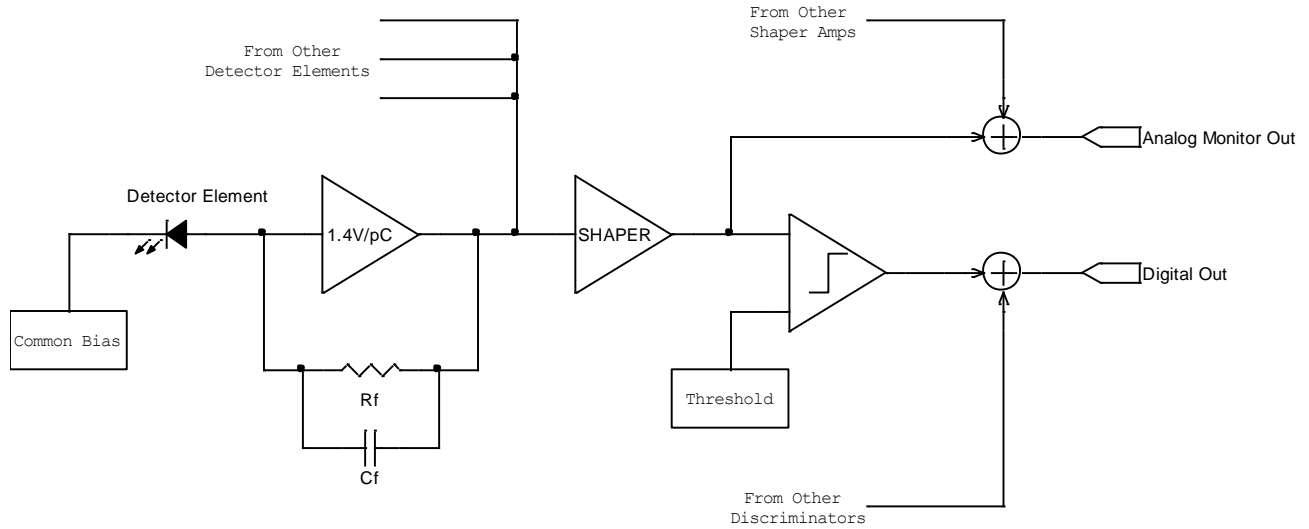 From Other
Shaper Amps
From Other
Detector Elements
Analog Monitor Out
Detector Element
1.4V/pC
SHAPER
Digital Out
Common Bias
Rf
Threshold
Cf
From Other
Discriminators